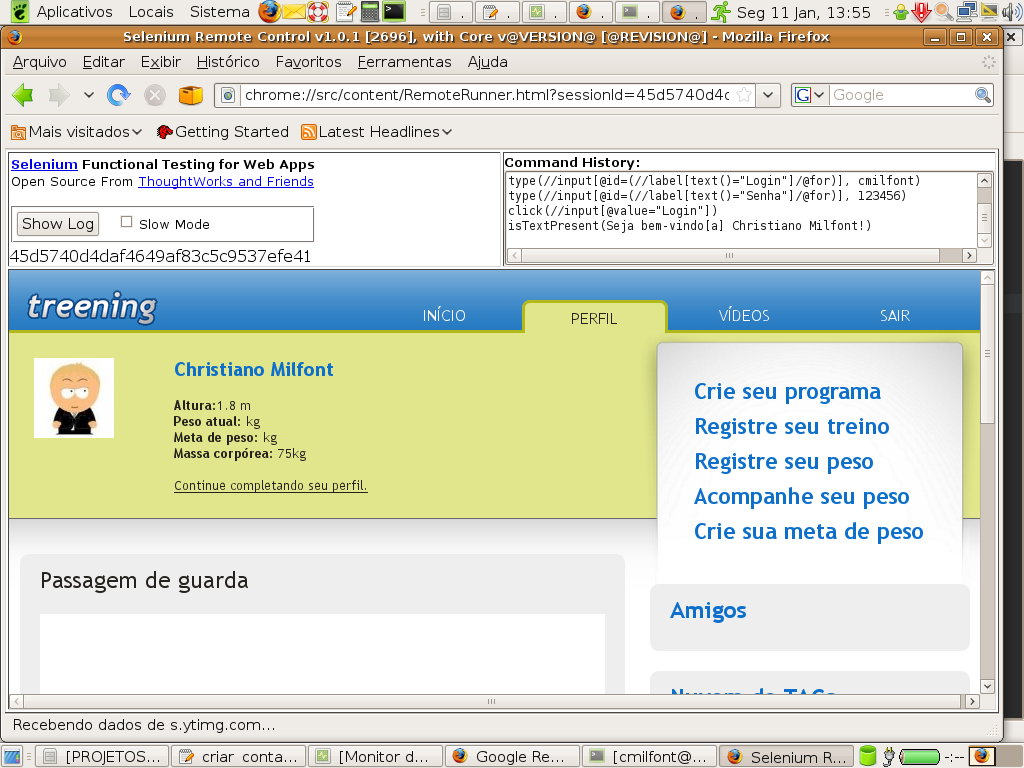 Aplicativos Locais Sistema
Seg 11 Jan, 13:55
Selenium Remote Control v1.0.1 [2696], with Core v@VERSION@ [@REVISION@] - Mozilla Firefox
Arquivo Editar Exibir Histórico Favoritos Ferramentas Ajuda
chrome://src/content/RemoteRunner.html?sessionId=45d5740d4c
Google
Mais visitados Getting Started Latest Headlines
Selenium Functional Testing for Web Apps
Open Source From ThoughtWorks and Friends
Show Log Slow Mode
45d5740d4daf4649af83c5c9537efe41
Command History:
type(//input[@id=(//label[text()="Login"]/@for)], cmilfont)
type(//input[@id=(//label[text()="Senha"]/@for)], 123456)
click(//input[@value="Login"])
isTextPresent(Seja bem-vindo[a] Christiano Milfont!)
treening
INÍCIO PERFIL VÍDEOS SAIR
Christiano Milfont
Altura:1.8 m
Peso atual: kg
Meta de peso: kg
Massa corpórea: 75kg
Continue completando seu perfil.
Crie seu programa
Registre seu treino
Registre seu peso
Acompanhe seu peso
Crie sua meta de peso
Passagem de guarda
Amigos
Recebendo dados de s.ytimg.com...
[PROJETOS... criar_conta... [Monitor d... Google Re... [cmilfont@... Selenium R... -:--